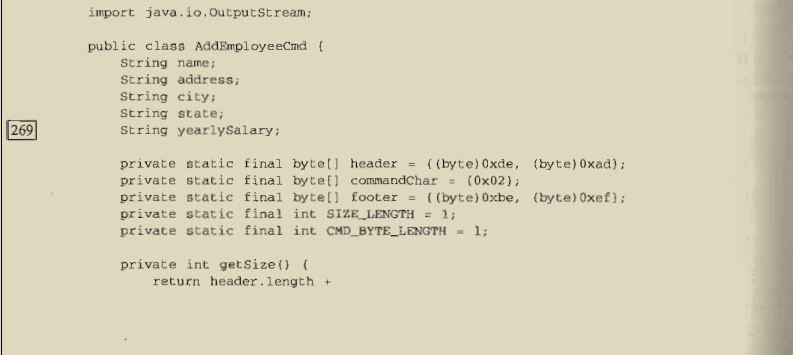 import java.io.OutputStream;
public class AddEmployeeCmd {
String name;
String address;
String city;
String state;
269
String yearlySalary;
private static final byte[] header = {(byte)0xde, (byte)0xad};
private static final byte[] commandChar = {0x02};
private static final byte[] footer = {(byte)0xbe, (byte)0xef};
private static final int SIZE_LENGTH = 1;
private static final int CMD_BYTE_LENGTH = 1;
private int getSize() {
return header.length +